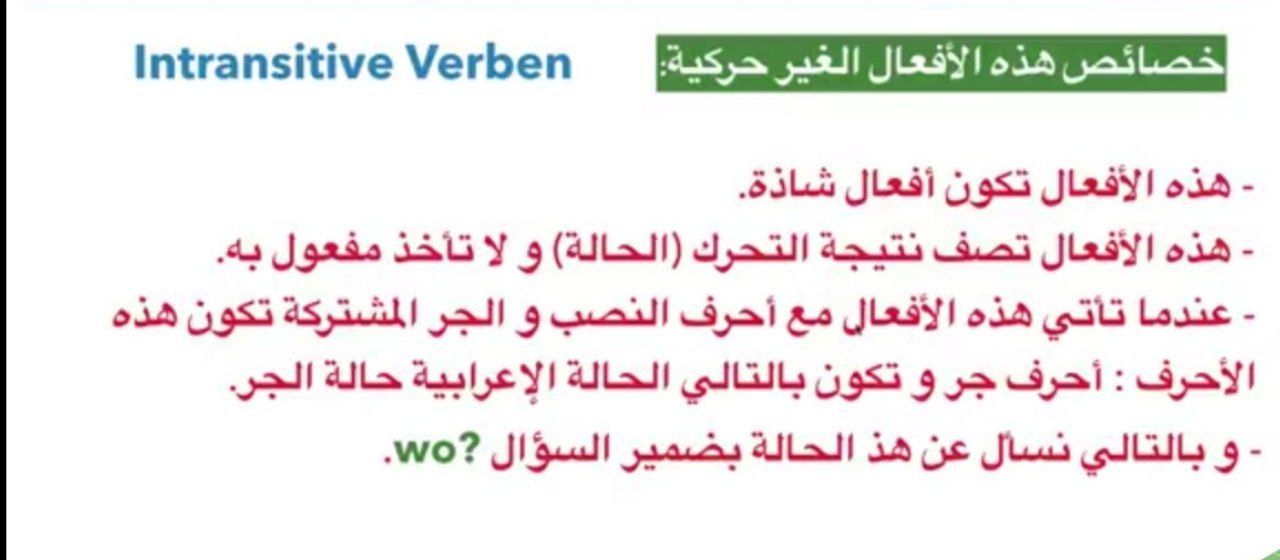 خصائص هذه الأفعال الغير حركية:
Intransitive Verben
- هذه الأفعال تكون أفعال شاذة.
- هذه الأفعال تصف نتيجة التحرك (الحالة) و لا تأخذ مفعول به.
- عندما تأتي هذه الأفعال مع أحرف النصب و الجر المشتركة تكون هذه
الأحرف : أحرف جر و تكون بالتالي الحالة الإعرابية حالة الجر.
- و بالتالي نسأل عن هذ الحالة بضمير السؤال wo?.